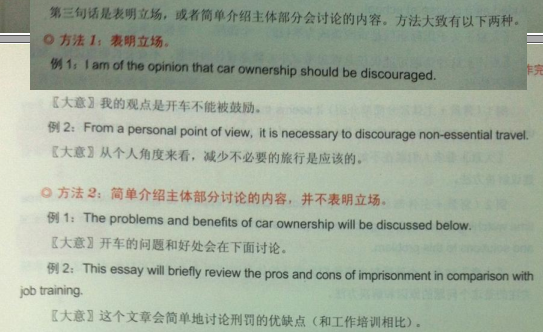 第三句话是表明立场，或者简单介绍主体部分会讨论的内容。方法大致有以下两种。
方法1：表明立场。
例1：I am of the opinion that car ownership should be discouraged.
〖大意〗我的观点是开车不能被鼓励。
例2：From a personal point of view, it is necessary to discourage non-essential travel.
〖大意〗从个人角度来看，减少不必要的旅行是应该的。
方法2：简单介绍主体部分讨论的内容，并不表明立场。
例1：The problems and benefits of car ownership will be discussed below.
〖大意〗开车的问题和好处会在下面讨论。
例2：This essay will briefly review the pros and cons of imprisonment in comparison with
job training.
〖大意〗这个文章会简单地讨论刑罚的优缺点（和工作培训相比）。